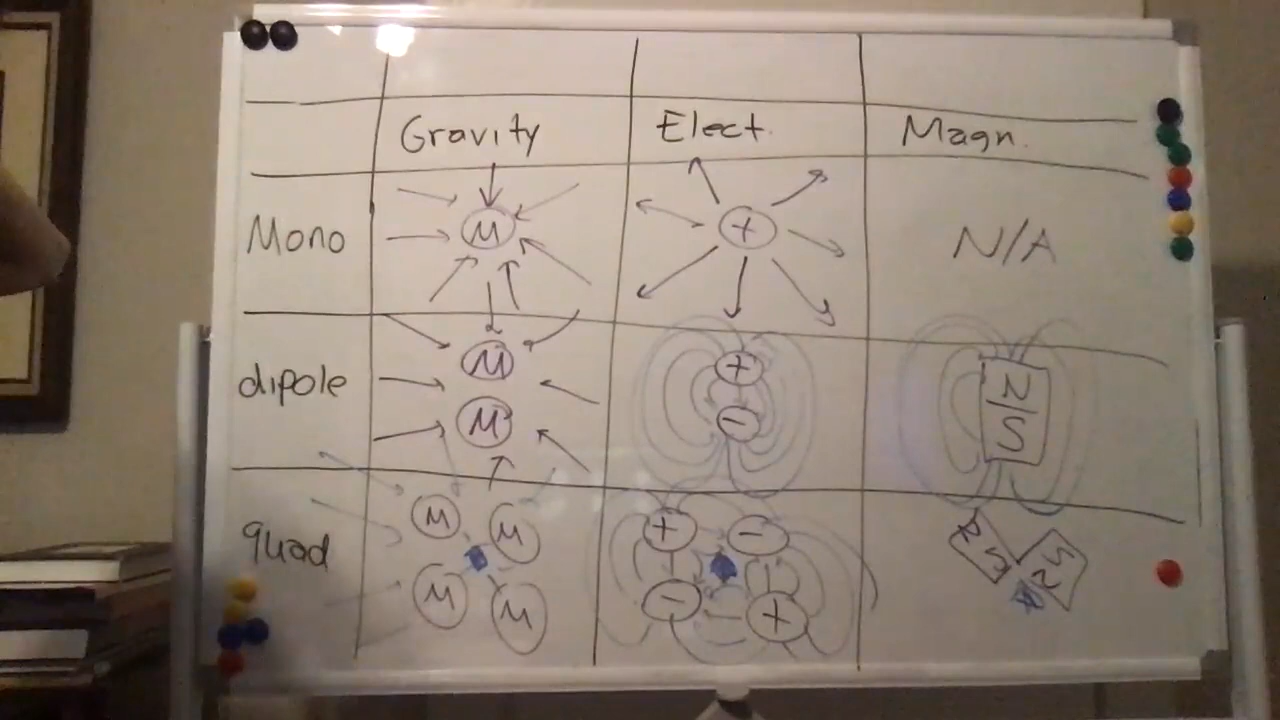 Gravity Elect. Magn.
Mono M + N/A
dipole M + N/S
M −
quad M M + − N S S N
M M − +